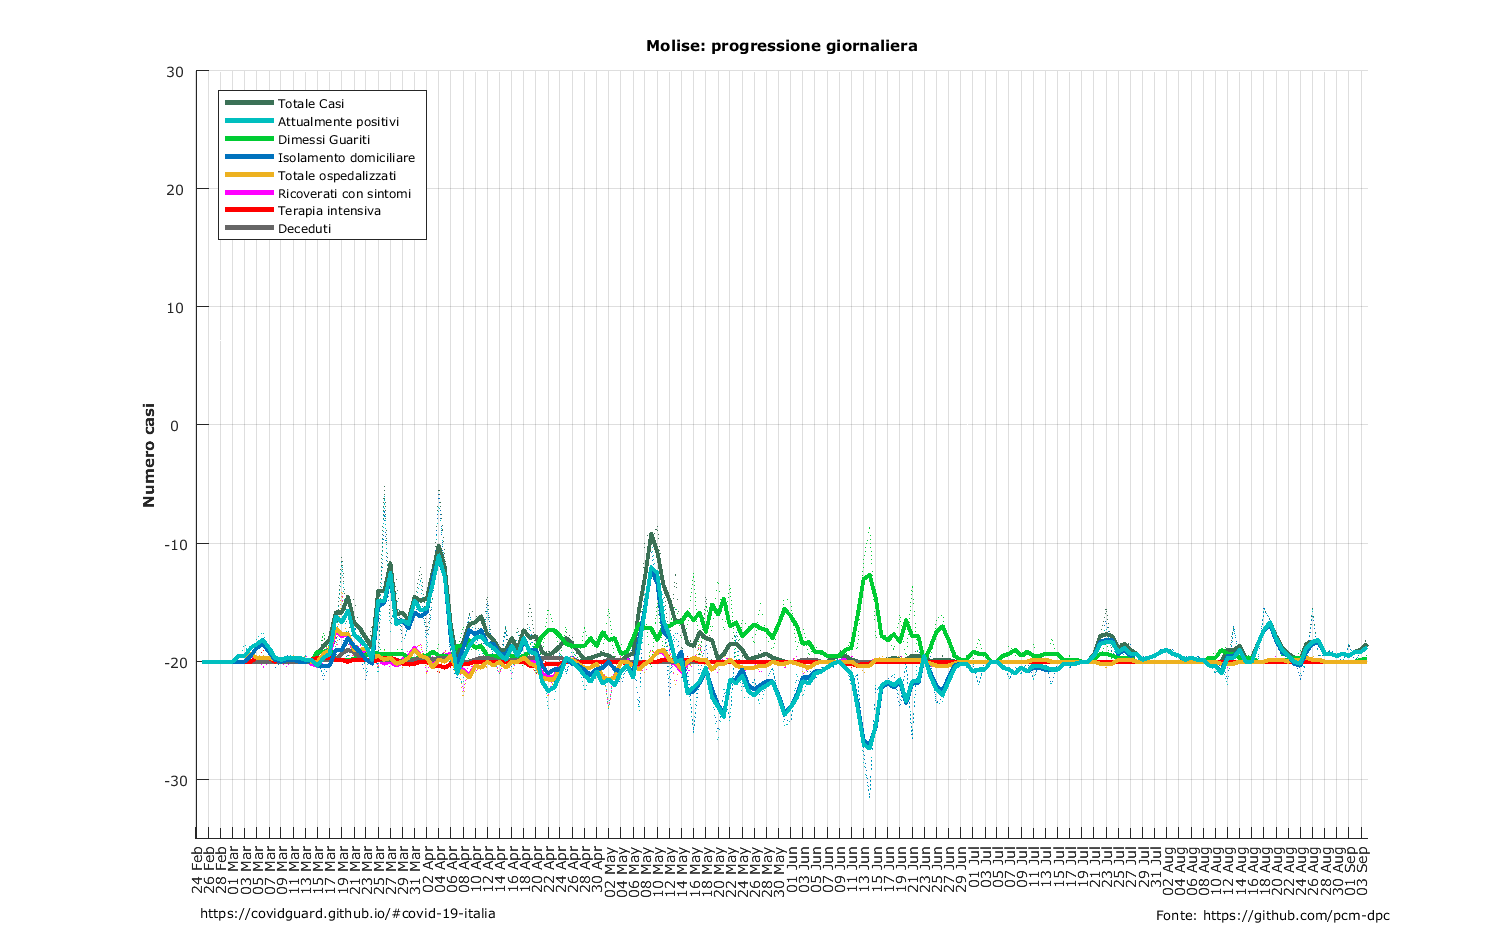 Molise: progressione giornaliera
30
20
10
0
-10
-20
-30
Numero casi
Totale Casi
Attualmente positivi
Dimessi Guariti
Isolamento domiciliare
Totale ospedalizzati
Ricoverati con sintomi
Terapia intensiva
Deceduti
24 Feb
26 Feb
28 Feb
01 Mar
03 Mar
05 Mar
07 Mar
09 Mar
11 Mar
13 Mar
15 Mar
17 Mar
19 Mar
21 Mar
23 Mar
25 Mar
27 Mar
29 Mar
31 Mar
02 Apr
04 Apr
06 Apr
08 Apr
10 Apr
12 Apr
14 Apr
16 Apr
18 Apr
20 Apr
22 Apr
24 Apr
26 Apr
28 Apr
30 Apr
02 May
04 May
06 May
08 May
10 May
12 May
14 May
16 May
18 May
20 May
22 May
24 May
26 May
28 May
30 May
01 Jun
03 Jun
05 Jun
07 Jun
09 Jun
11 Jun
13 Jun
15 Jun
17 Jun
19 Jun
21 Jun
23 Jun
25 Jun
27 Jun
29 Jun
01 Jul
03 Jul
05 Jul
07 Jul
09 Jul
11 Jul
13 Jul
15 Jul
17 Jul
19 Jul
21 Jul
23 Jul
25 Jul
27 Jul
29 Jul
31 Jul
02 Aug
04 Aug
06 Aug
08 Aug
10 Aug
12 Aug
14 Aug
16 Aug
18 Aug
20 Aug
22 Aug
24 Aug
26 Aug
28 Aug
30 Aug
01 Sep
03 Sep
https://covidguard.github.io/#covid-19-italia
Fonte: https://github.com/pcm-dpc